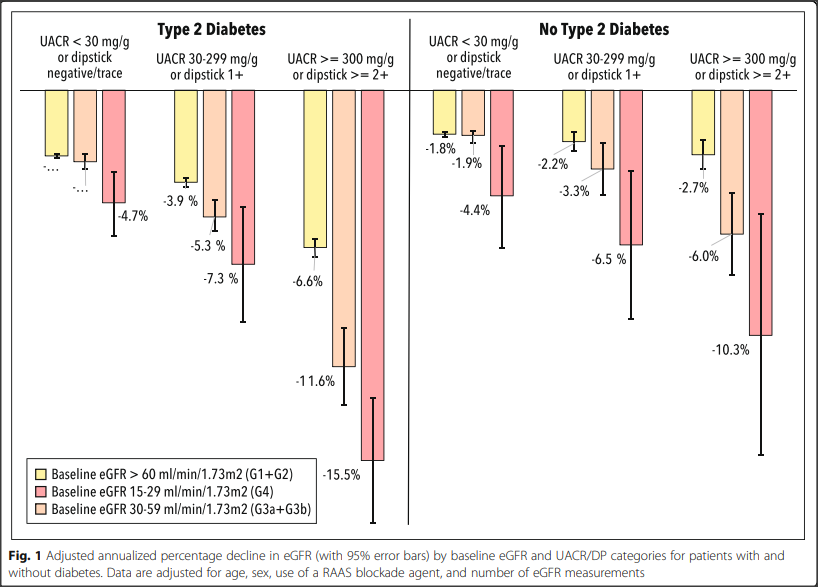 Type 2 Diabetes
No Type 2 Diabetes
UACR < 30 mg/g
or dipstick
negative/trace
UACR 30-299 mg/g
or dipstick 1+
UACR >= 300 mg/g
or dipstick >= 2+
UACR < 30 mg/g
or dipstick
negative/trace
UACR 30-299 mg/g
or dipstick 1+
UACR >= 300 mg/g
or dipstick >= 2+
-...
-...
-4.7%
-3.9 %
-5.3 %
-7.3 %
-6.6%
-11.6%
-15.5%
-1.8%
-1.9%
-4.4%
-2.2%
-3.3%
-6.5 %
-2.7%
-6.0%
-10.3%
Baseline eGFR > 60 ml/min/1.73m2 (G1+G2)
Baseline eGFR 15-29 ml/min/1.73m2 (G4)
Baseline eGFR 30-59 ml/min/1.73m2 (G3a+G3b)
Fig. 1 Adjusted annualized percentage decline in eGFR (with 95% error bars) by baseline eGFR and UACR/DP categories for patients with and
without diabetes. Data are adjusted for age, sex, use of a RAAS blockade agent, and number of eGFR measurements